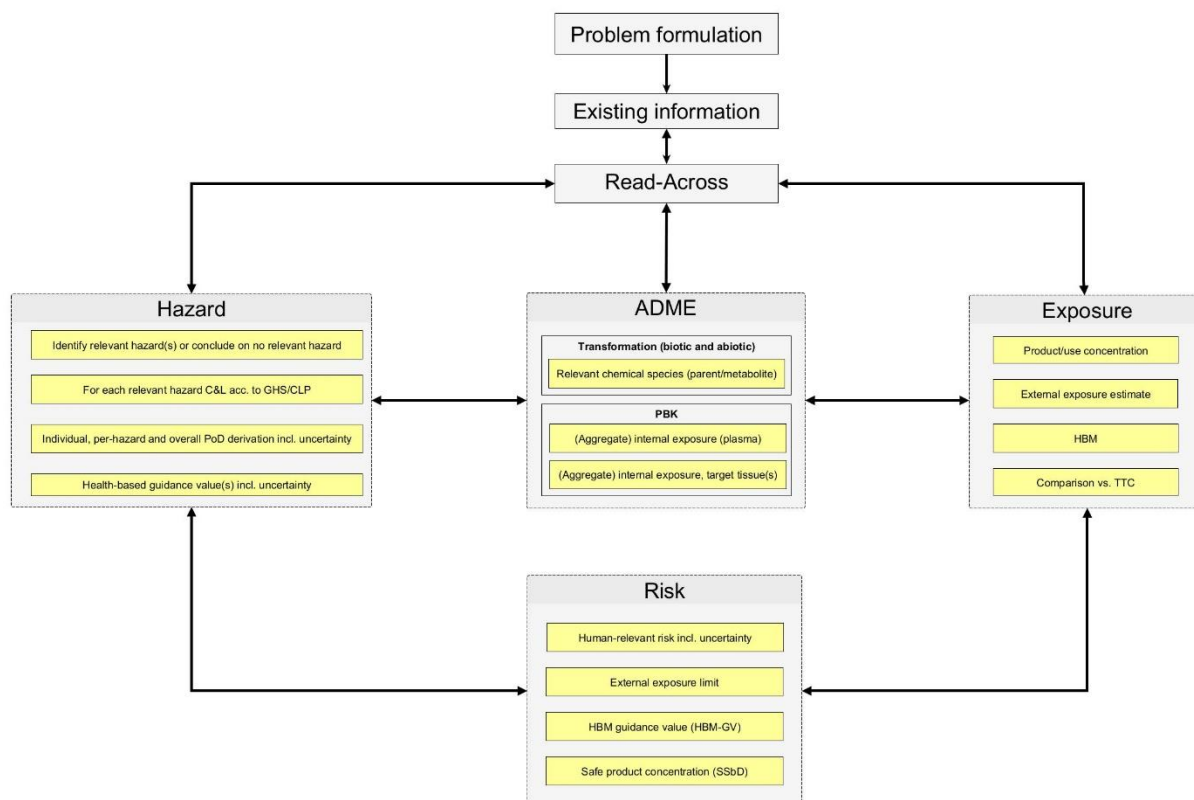 Problem formulation
Existing information
Read-Across
Hazard
Identify relevant hazard(s) or conclude on no relevant hazard
For each relevant hazard C&L acc. to GHS/CLP
Individual, per-hazard and overall PoD derivation incl. uncertainty
Health-based guidance value(s) incl. uncertainty
ADME
Transformation (biotic and abiotic)
Relevant chemical species (parent/metabolite)
PBK
(Aggregate) internal exposure (plasma)
(Aggregate) internal exposure, target tissue(s)
Exposure
Product/use concentration
External exposure estimate
HBM
Comparison vs. TTC
Risk
Human-relevant risk incl. uncertainty
External exposure limit
HBM guidance value (HBM-GV)
Safe product concentration (SSbD)